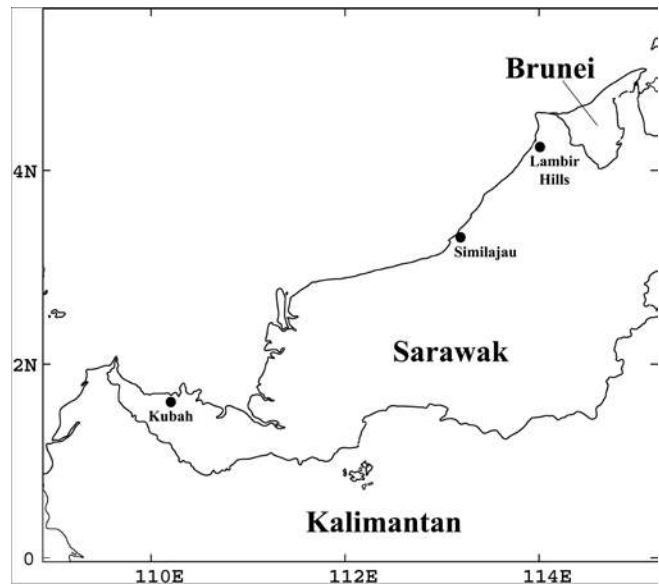 Brunei
4N
Lambir
Hills
Similajau
Sarawak
2N
Kubah
Kalimantan
0
110E
112E
114E